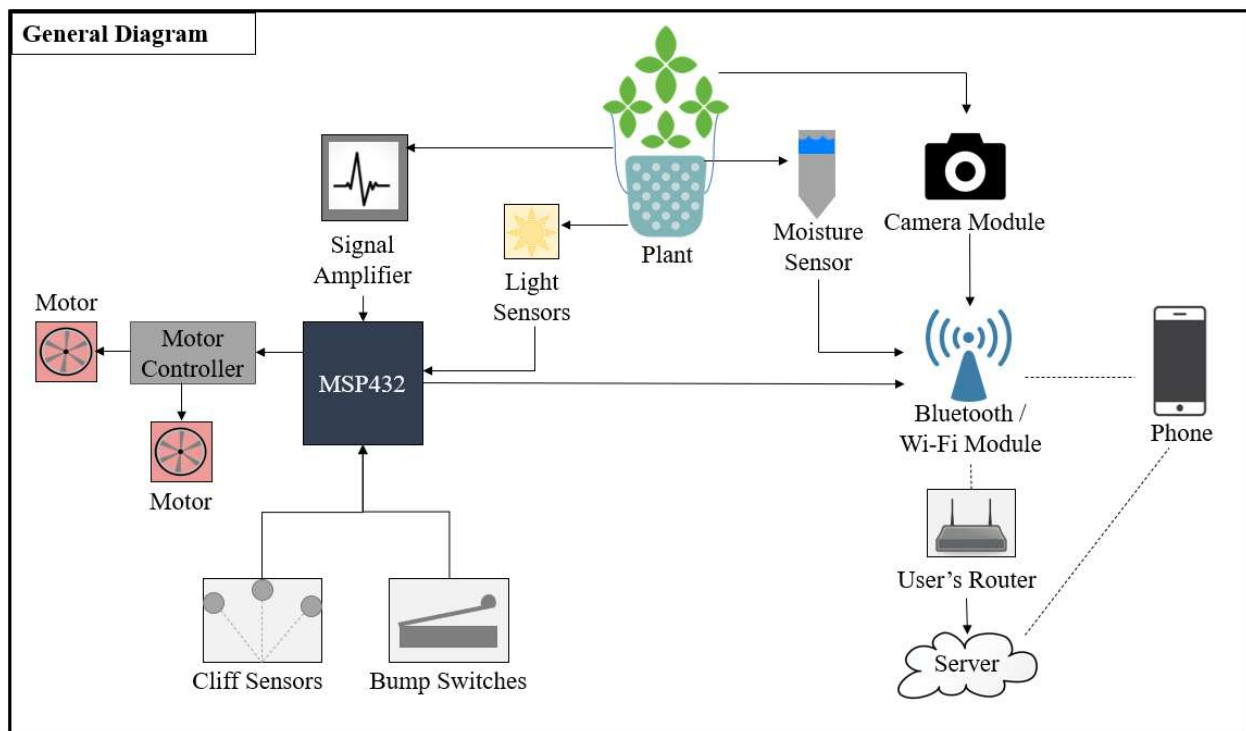 General Diagram
Signal
Amplifier
Light
Sensors
Plant
Moisture
Sensor
Camera Module
Motor
Motor
Controller
MSP432
Motor
Bluetooth /
Wi-Fi Module
Phone
User’s Router
Server
Cliff Sensors
Bump Switches